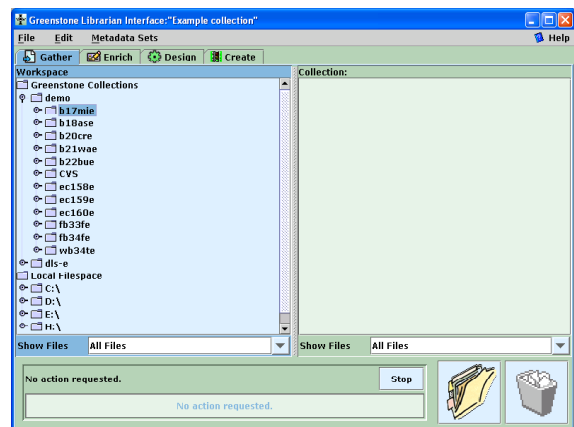 Greenstone Librarian Interface:"Example collection"
File Edit Metadata Sets Help
Gather Enrich Design Create
Workspace
Greenstone Collections
demo
b17mie
b18ase
b20cre
b21wae
b22bue
CVS
ec158e
ec159e
ec160e
fb33fe
fb34fe
wb34te
dls-e
Local Filespace
C:\
D:\
E:\
H:\
Show Files All Files
Collection:
Show Files All Files
No action requested. Stop
No action requested.